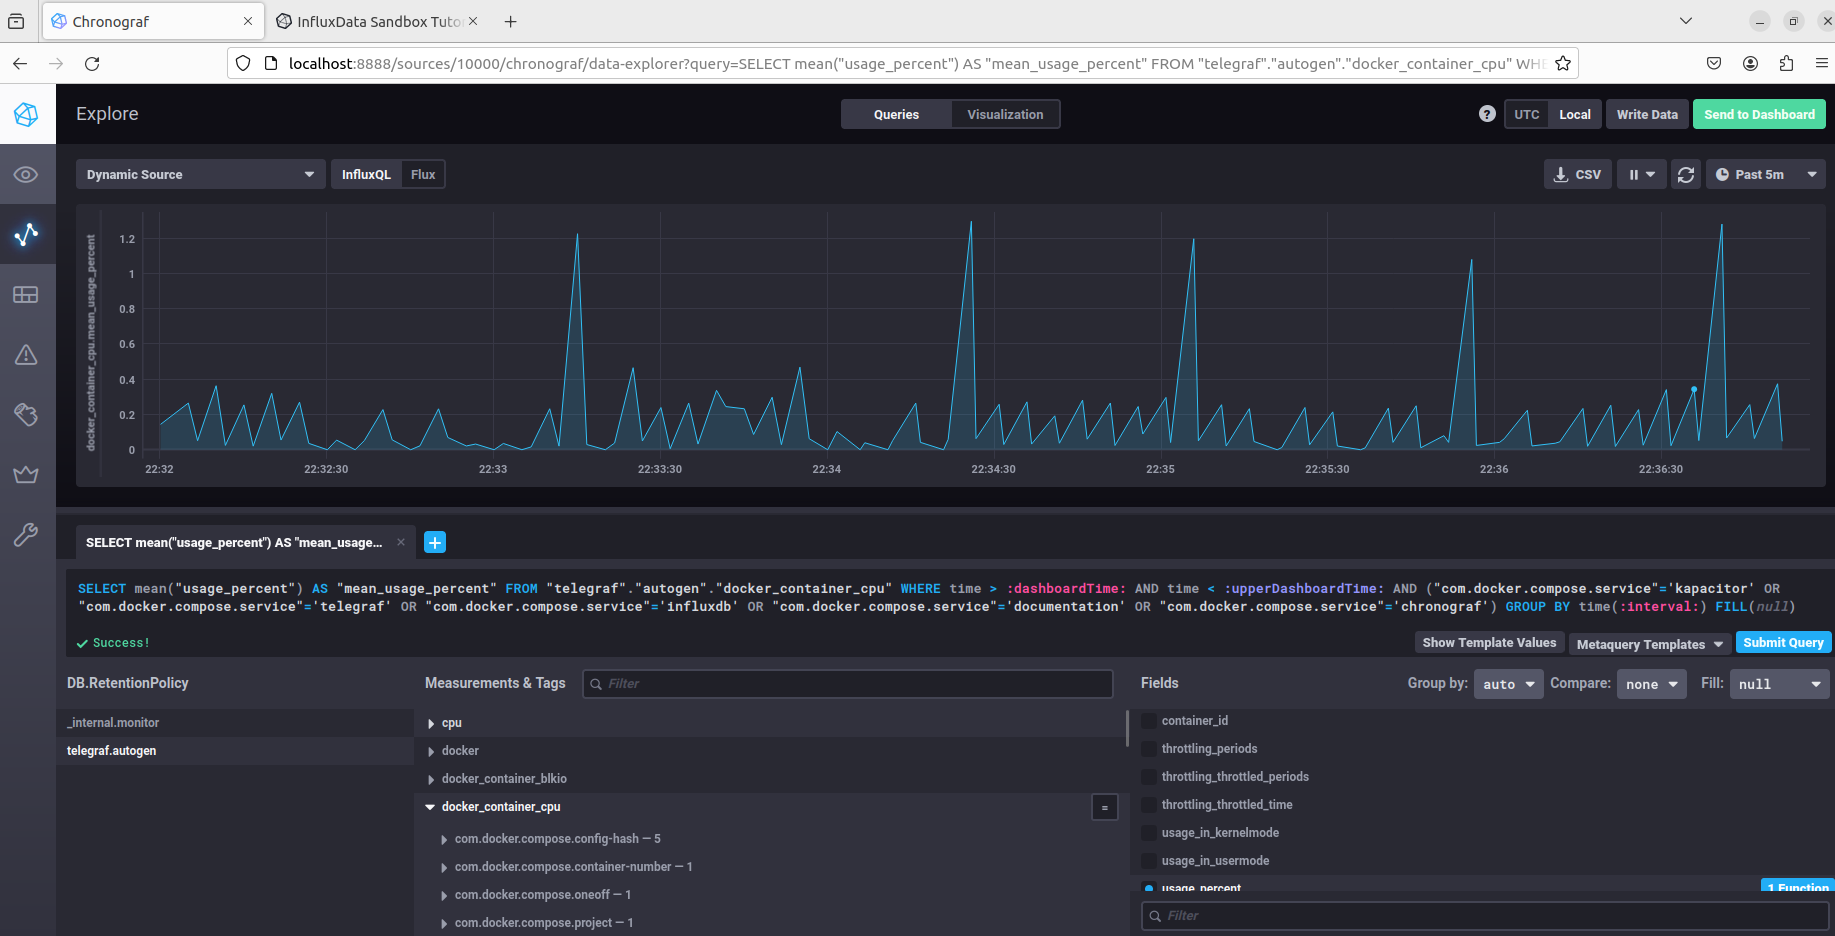 Chronograf
InfluxData Sandbox Tuto
localhost:8888/sources/10000/chronograf/data-explorer?query=SELECT mean("usage_percent") AS "mean_usage_percent" FROM "telegraf"."autogen"."docker_container_cpu" WHE
Explore
Queries
Visualization
?
UTC
Local
Write Data
Send to Dashboard
Dynamic Source
InfluxQL
Flux
CSV
Past 5m
docker_container_cpu.mean_usage_percent
1.2
1
0.8
0.6
0.4
0.2
0
22:32
22:32:30
22:33
22:33:30
22:34
22:34:30
22:35
22:35:30
22:36
22:36:30
SELECT mean("usage_percent") AS "mean_usage...
SELECT mean("usage_percent") AS "mean_usage_percent" FROM "telegraf"."autogen"."docker_container_cpu" WHERE time > :dashboardTime: AND time < :upperDashboardTime: AND ("com.docker.compose.service"='kapacitor' OR
"com.docker.compose.service"='telegraf' OR "com.docker.compose.service"='influxdb' OR "com.docker.compose.service"='documentation' OR "com.docker.compose.service"='chronograf') GROUP BY time(:interval:) FILL(null)
Success!
Show Template Values
Metaquery Templates
Submit Query
DB.RetentionPolicy
_internal.monitor
telegraf.autogen
Measurements & Tags
Filter
cpu
docker
docker_container_blkio
docker_container_cpu
=
com.docker.compose.config-hash — 5
com.docker.compose.container-number — 1
com.docker.compose.oneoff — 1
com.docker.compose.project — 1
Fields
Group by:
auto
Compare:
none
Fill:
null
container_id
throttling_periods
throttling_throttled_periods
throttling_throttled_time
usage_in_kernelmode
usage_in_usermode
usage_percent
1 Function
Filter